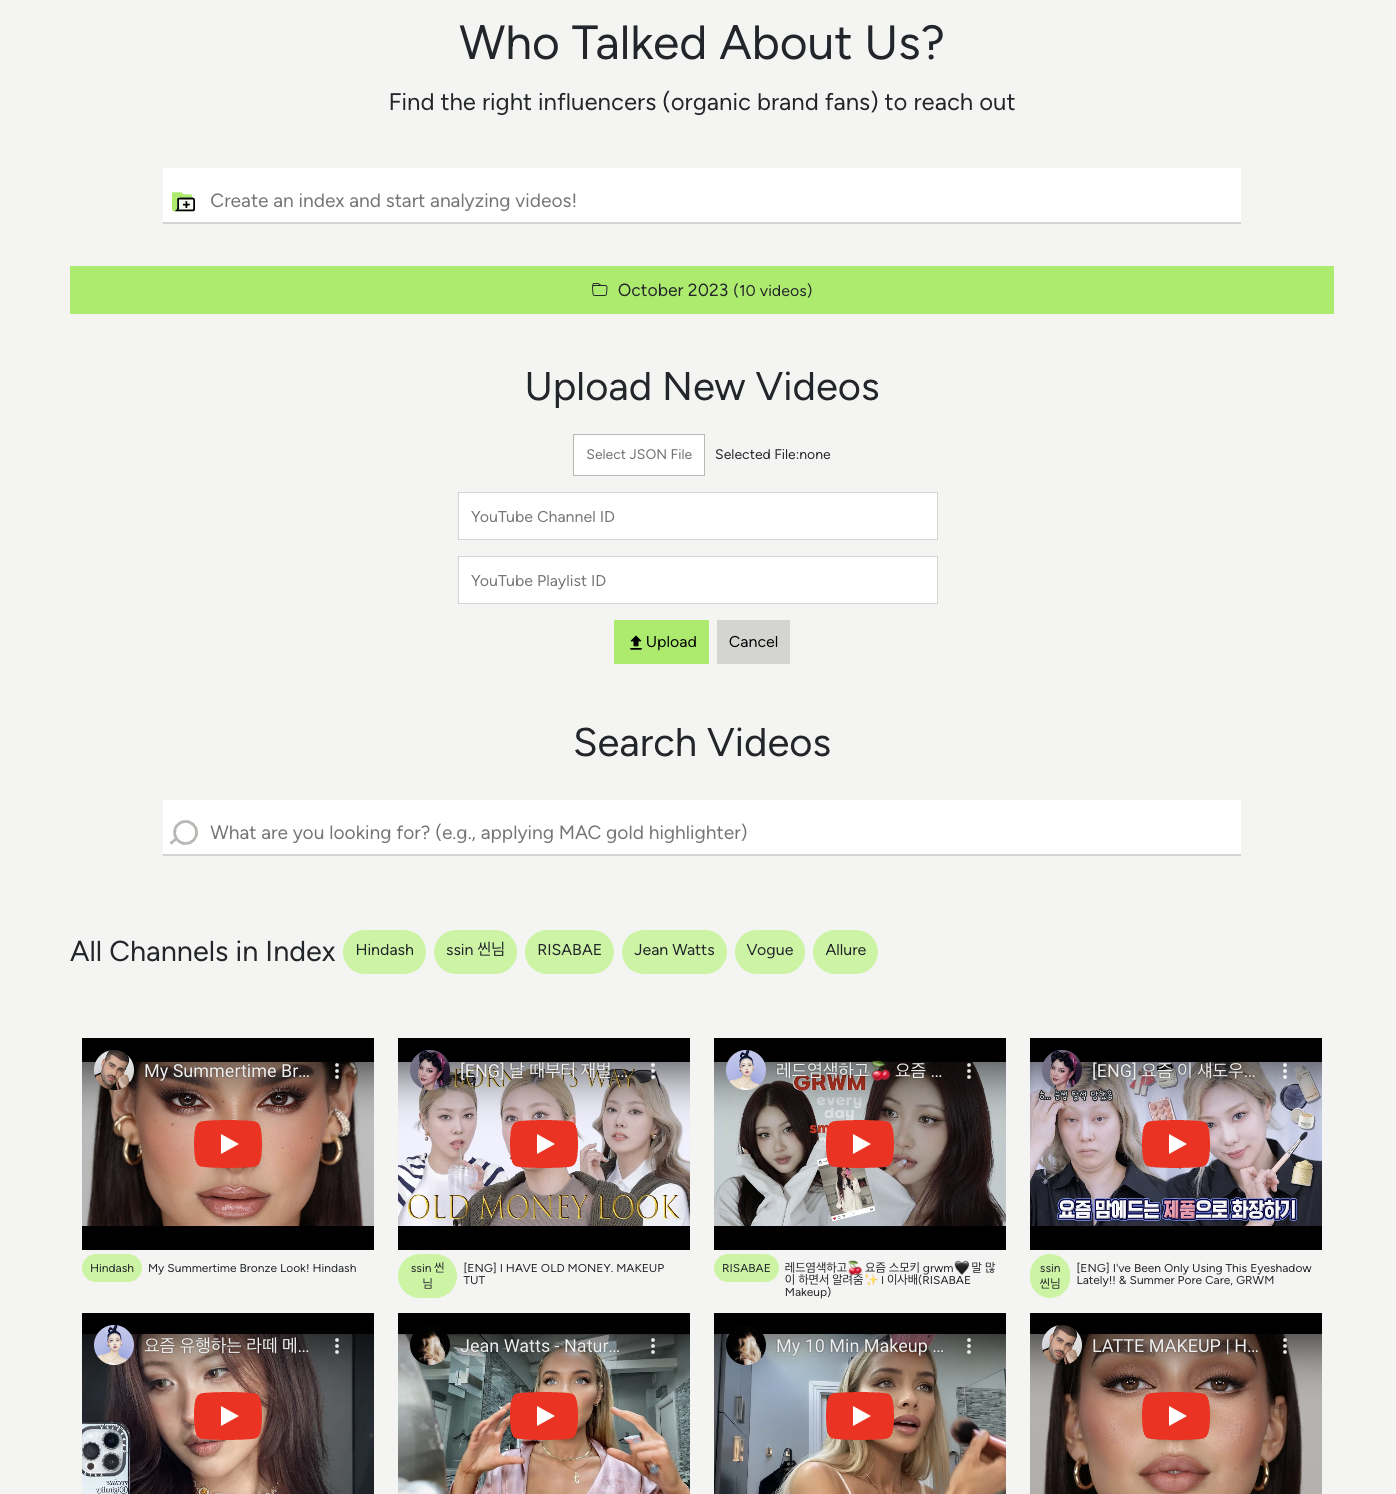 Who Talked About Us?
Find the right influencers (organic brand fans) to reach out
Create an index and start analyzing videos!
October 2023 (10 videos)
Upload New Videos
Select JSON File Selected File:none
YouTube Channel ID
YouTube Playlist ID
Upload Cancel
Search Videos
What are you looking for? (e.g., applying MAC gold highlighter)
All Channels in Index Hindash ssin 씬님 RISABAE Jean Watts Vogue Allure
My Summertime Br...
[ENG] 날 때부터 재벌 ...
OLD MONEY LOOK
레드염색하고🍒 요즘 ...
GRWM
every
day
[ENG] 요즘 이 섀도우...
요즘 맘에드는 제품으로 화장하기
Hindash My Summertime Bronze Look! Hindash
ssin 씬
님
[ENG] I HAVE OLD MONEY. MAKEUP
TUT
RISABAE
레드염색하고🍒 요즘 스모키 grwm🖤말 많
이 하면서 알려줌✨ l 이사배(RISABAE
Makeup)
ssin
씬님
[ENG] I've Been Only Using This Eyeshadow
Lately!! & Summer Pore Care, GRWM
요즘 유행하는 라떼 메...
Jean Watts - Natur...
My 10 Min Makeup ...
LATTE MAKEUP | H...